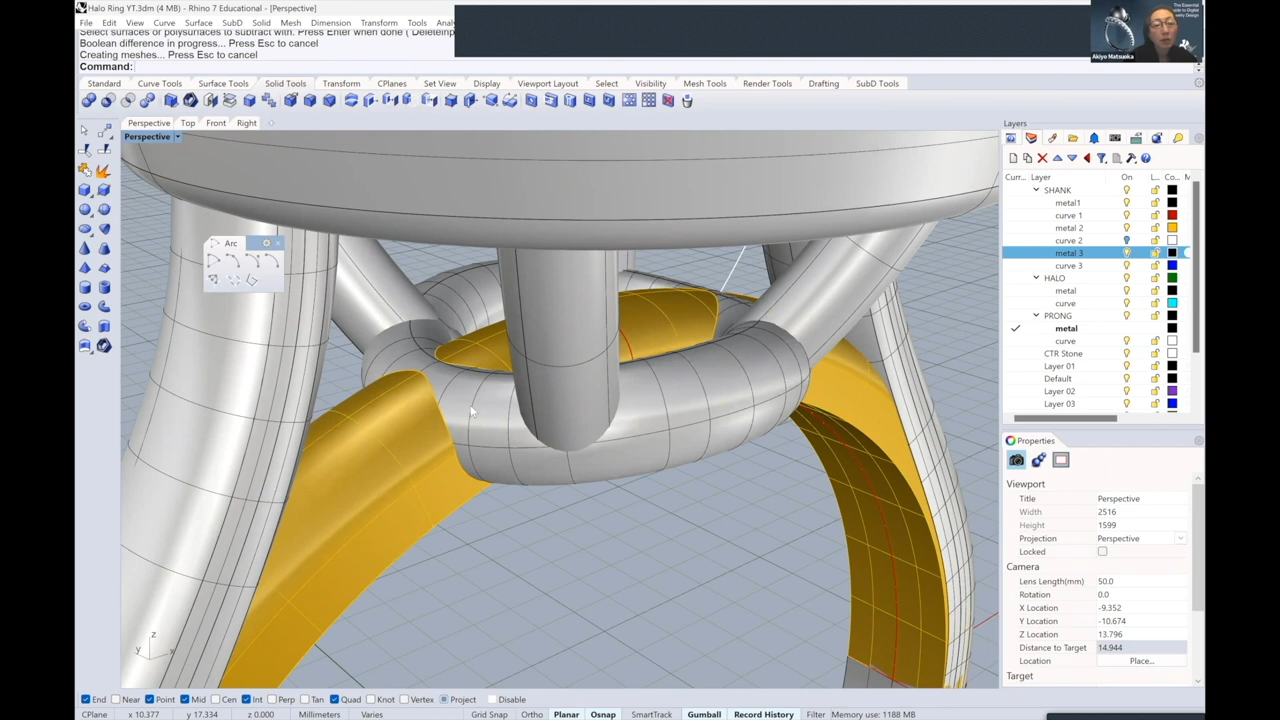 Halo Ring YT.3dm (4 MB) - Rhino 7 Educational - [Perspective]
File Edit View Curve Surface SubD Solid Mesh Dimension Transform Tools
Select surfaces or polysurfaces to subtract with. Press Enter when done
Boolean difference in progress... Press Esc to cancel
Creating meshes... Press Esc to cancel
Command:
The Essential
Akiyo Matsuoka
Standard Curve Tools Surface Tools Solid Tools Transform CPlanes Set View Display Viewport Layout Select Visibility Mesh Tools Render Tools Drafting SubD Tools
Perspective Top Front Right
Perspective
Arc
Layers
Curr... Layer On L... Co... M
SHANK
metal1
curve 1
metal 2
curve 2
metal 3
curve 3
HALO
metal
curve
PRONG
metal
curve
CTR Stone
Layer 01
Default
Layer 02
Layer 03
Properties
Viewport
Title Perspective
Width 2516
Height 1599
Projection Perspective
Locked
Camera
Lens Length(mm) 50.0
Rotation 0.0
X Location -9.352
Y Location -10.674
Z Location 13.796
Distance to Target 14.944
Location Place...
Target
z
y x
End Near Point Mid Cen Int Perp Tan Quad Knot Vertex Project Disable
CPlane x 10.377 y 17.334 z 0.000 Millimeters Varies Grid Snap Ortho Planar Osnap SmartTrack Gumball Record History Filter Memory use: 1188 MB